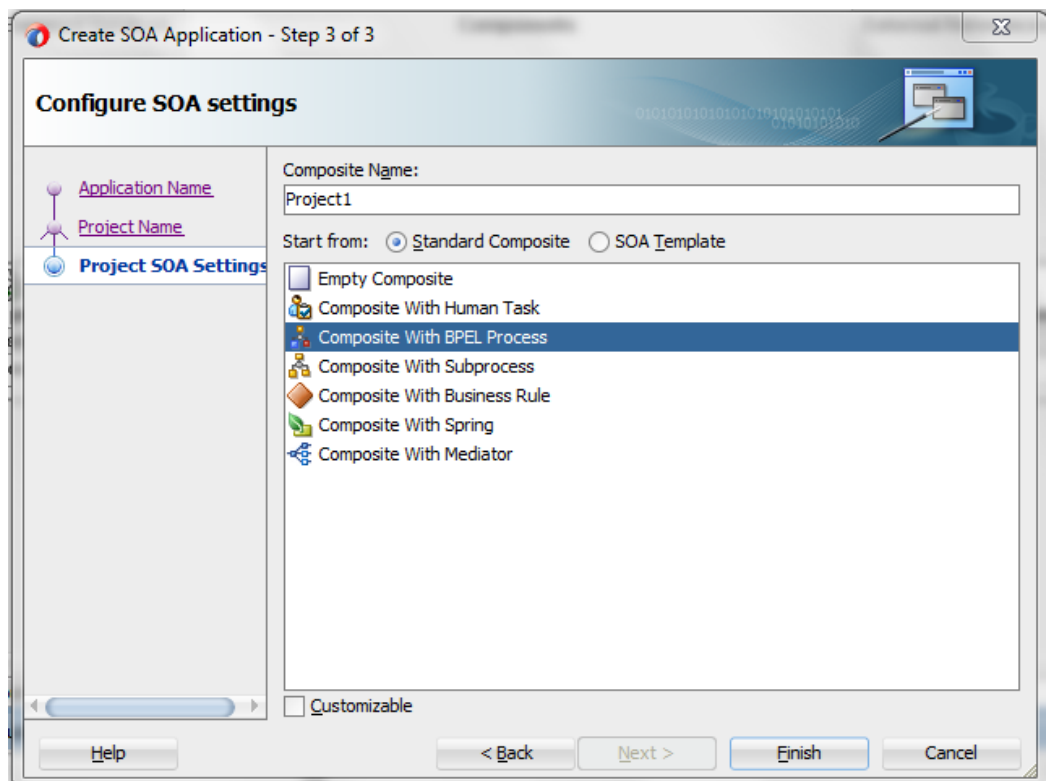 Create SOA Application - Step 3 of 3
Configure SOA settings
Application Name
Project Name
Project SOA Settings
Composite Name:
Project1
Start from: Standard Composite SOA Template
Empty Composite
Composite With Human Task
Composite With BPEL Process
Composite With Subprocess
Composite With Business Rule
Composite With Spring
Composite With Mediator
Customizable
Help < Back Next > Finish Cancel